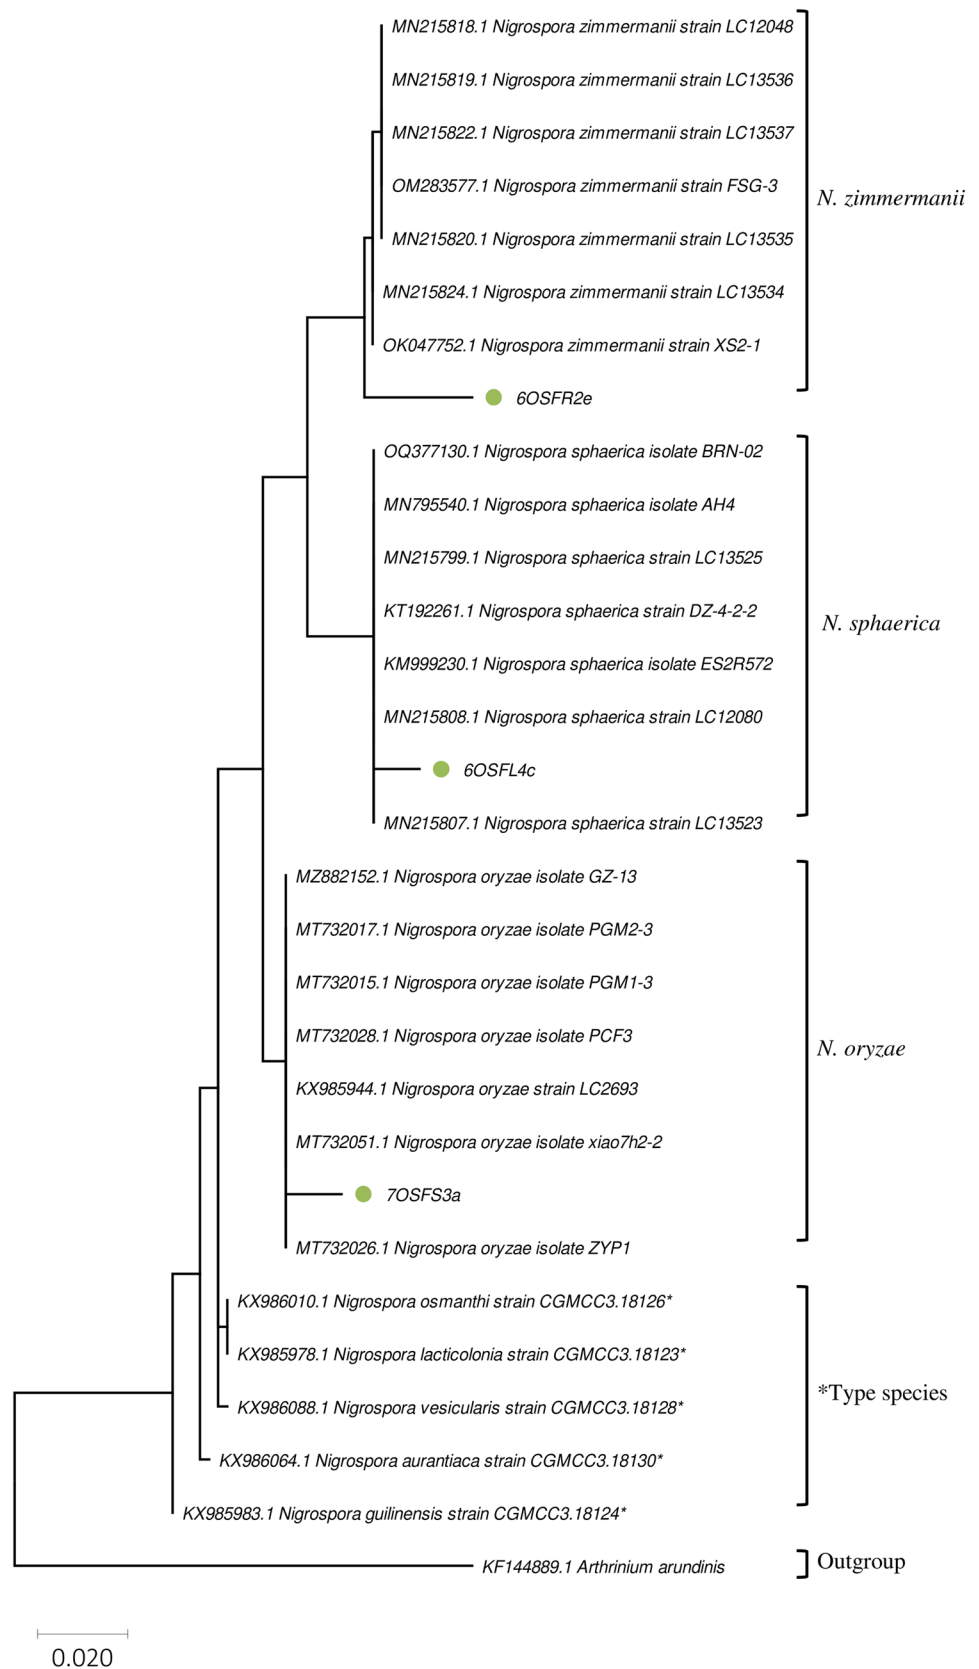 MN215818.1 Nigrospora zimmermanii strain LC12048
MN215819.1 Nigrospora zimmermanii strain LC13536
MN215822.1 Nigrospora zimmermanii strain LC13537
OM283577.1 Nigrospora zimmermanii strain FSG-3
MN215820.1 Nigrospora zimmermanii strain LC13535
MN215824.1 Nigrospora zimmermanii strain LC13534
OK047752.1 Nigrospora zimmermanii strain XS2-1
6OSFR2e
N. zimmermanii
OQ377130.1 Nigrospora sphaerica isolate BRN-02
MN795540.1 Nigrospora sphaerica isolate AH4
MN215799.1 Nigrospora sphaerica strain LC13525
KT192261.1 Nigrospora sphaerica strain DZ-4-2-2
KM999230.1 Nigrospora sphaerica isolate ES2R572
MN215808.1 Nigrospora sphaerica strain LC12080
6OSFL4c
MN215807.1 Nigrospora sphaerica strain LC13523
N. sphaerica
MZ882152.1 Nigrospora oryzae isolate GZ-13
MT732017.1 Nigrospora oryzae isolate PGM2-3
MT732015.1 Nigrospora oryzae isolate PGM1-3
MT732028.1 Nigrospora oryzae isolate PCF3
KX985944.1 Nigrospora oryzae strain LC2693
MT732051.1 Nigrospora oryzae isolate xiao7h2-2
7OSFS3a
MT732026.1 Nigrospora oryzae isolate ZYP1
N. oryzae
KX986010.1 Nigrospora osmanthi strain CGMCC3.18126*
KX985978.1 Nigrospora lacticolonia strain CGMCC3.18123*
KX986088.1 Nigrospora vesicularis strain CGMCC3.18128*
KX986064.1 Nigrospora aurantiaca strain CGMCC3.18130*
KX985983.1 Nigrospora guilinensis strain CGMCC3.18124*
*Type species
KF144889.1 Arthrinium arundinis
Outgroup
0.020